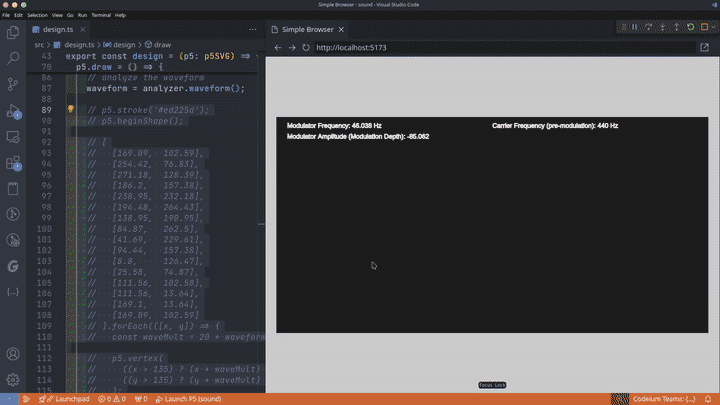 Simple Browser - sound - Visual Studio Code
File Edit Selection View Go Run Terminal Help
design.ts
Simple Browser
src > design.ts > design > draw
http://localhost:5173
43 export const design = (p5: p5SVG) ⇒
70 p5.draw = () ⇒ {
86 // analyze the waveform
87 waveform = analyzer.waveform();
88
89 // p5.stroke('#ed225d');
90 // p5.beginShape();
91
92 // [
93 // [169.09, 102.59],
94 // [254.42, 76.83],
95 // [271.18, 128.39],
96 // [186.2, 157.38],
97 // [238.95, 232.18],
98 // [194.48, 264.43],
99 // [138.95, 190.95],
100 // [84.87, 262.5],
101 // [41.69, 229.61],
102 // [94.44, 157.38],
103 // [8.8, 126.47],
104 // [25.58, 74.87],
105 // [111.56, 102.58],
106 // [111.56, 13.64],
107 // [169.1, 13.64],
108 // [169.09, 102.59]
109 // ].forEach(([x, y]) ⇒ {
110 // const waveMult = 20 * waveform
111
112 // p5.vertex(
113 // ((x > 135) ? (x + waveMult)
114 // ((y > 135) ? (y + waveMult)
115 // );
Modulator Frequency: 46.038 Hz
Carrier Frequency (pre-modulation): 440 Hz
Modulator Amplitude (Modulation Depth): -85.062
Focus Lock
Launchpad
0 0
0
Launch P5 (sound)
Codeium Teams: {...}